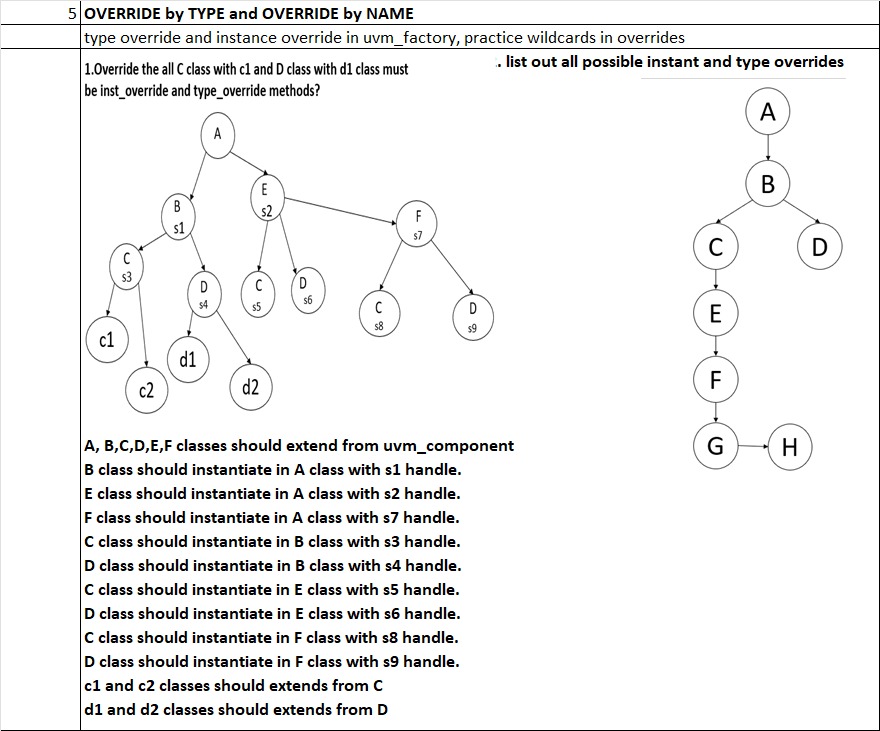 5 OVERRIDE by TYPE and OVERRIDE by NAME
type override and instance override in uvm_factory, practice wildcards in overrides
1.Override the all C class with c1 and D class with d1 class must
be inst_override and type_override methods?
A
B
s1
E
s2
F
s7
C
s3
D
s4
C
s5
D
s6
C
s8
D
s9
c1
c2
d1
d2
. list out all possible instant and type overrides
A
B
C
D
E
F
G
H
A, B,C,D,E,F classes should extend from uvm_component
B class should instantiate in A class with s1 handle.
E class should instantiate in A class with s2 handle.
F class should instantiate in A class with s7 handle.
C class should instantiate in B class with s3 handle.
D class should instantiate in B class with s4 handle.
C class should instantiate in E class with s5 handle.
D class should instantiate in E class with s6 handle.
C class should instantiate in F class with s8 handle.
D class should instantiate in F class with s9 handle.
c1 and c2 classes should extends from C
d1 and d2 classes should extends from D